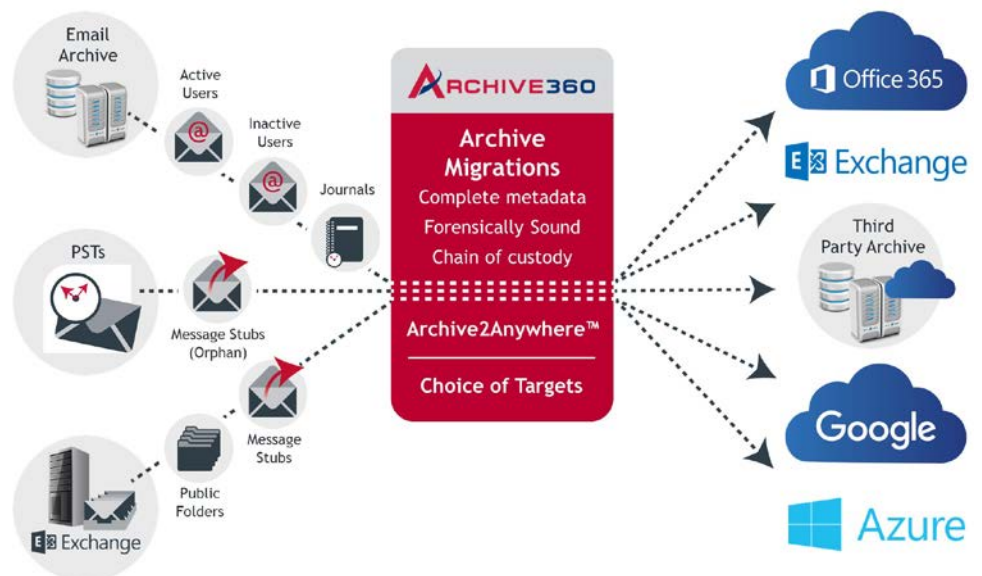 Email
Archive
Active
Users
Inactive
Users
Journals
PSTs
Message Stubs
(Orphan)
Message
Stubs
Public
Folders
Exchange
ARCHIVE360
Archive
Migrations
Complete metadata
Forensically Sound
Chain of custody
Archive2Anywhere™
Choice of Targets
Office 365
Exchange
Third
Party Archive
Google
Azure